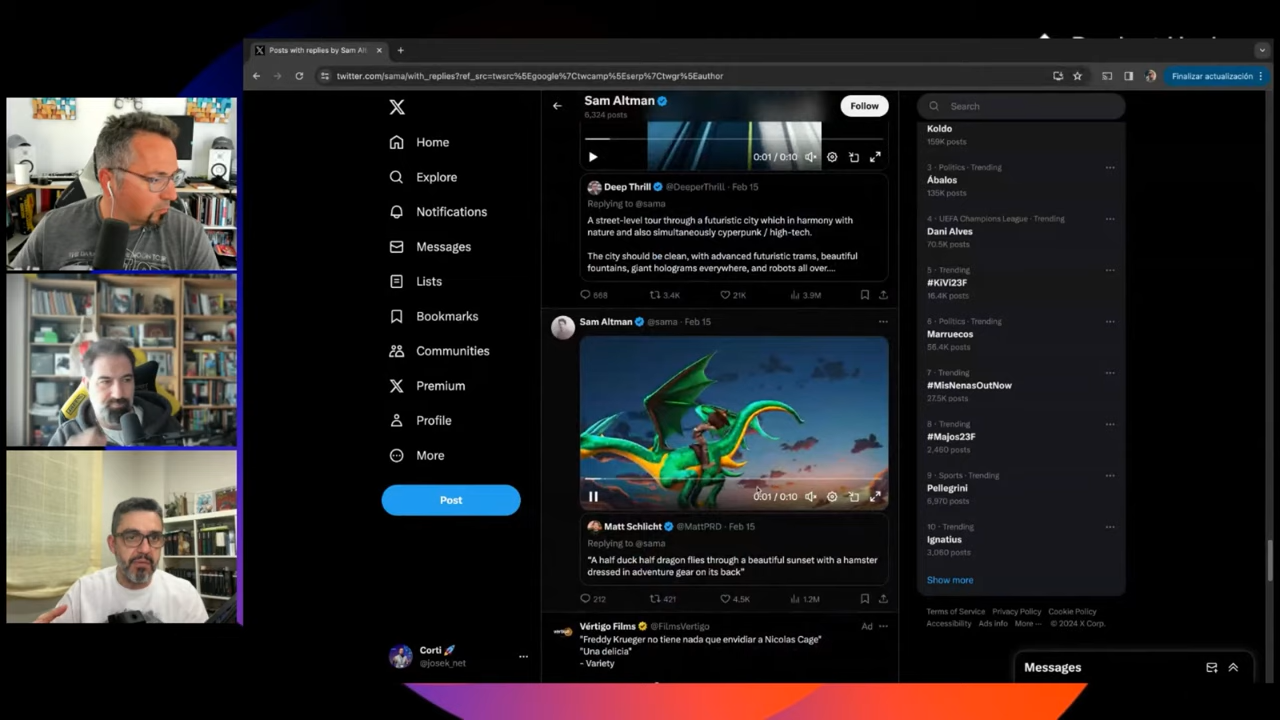 Posts with replies by Sam Alt
twitter.com/sama/with_replies?ref_src=twsrc%5Egoogle%7Ctwcamp%5Eserp%7Ctwgr%5Eauthor
Finalizar actualización
Home
Explore
Notifications
Messages
Lists
Bookmarks
Communities
Premium
Profile
More
Post
Corti 🚀
@josek_net
Sam Altman
6,324 posts
Follow
0:01 / 0:10
Deep Thrill @DeeperThrill · Feb 15
Replying to @sama
A street-level tour through a futuristic city which in harmony with
nature and also simultaneously cyperpunk / high-tech.
The city should be clean, with advanced futuristic trams, beautiful
fountains, giant holograms everywhere, and robots all over....
668 3.4K 21K 3.9M
Sam Altman @sama · Feb 15
0:01 / 0:10
Matt Schlicht @MattPRD · Feb 15
Replying to @sama
"A half duck half dragon flies through a beautiful sunset with a hamster
dressed in adventure gear on its back"
212 421 4.5K 1.2M
Vértigo Films @FilmsVertigo Ad
"Freddy Krueger no tiene nada que envidiar a Nicolas Cage"
"Una delicia"
- Variety
Search
Koldo
159K posts
3 · Politics · Trending
Ábalos
135K posts
4 · UEFA Champions League · Trending
Dani Alves
70.5K posts
5 · Trending
#KiVi23F
16.4K posts
6 · Politics · Trending
Marruecos
56.4K posts
7 · Trending
#MisNenasOutNow
27.5K posts
8 · Trending
#Majos23F
2,460 posts
9 · Sports · Trending
Pellegrini
6,970 posts
10 · Trending
Ignatius
3,060 posts
Show more
Terms of Service Privacy Policy Cookie Policy
Accessibility Ads info More ··· © 2024 X Corp.
Messages